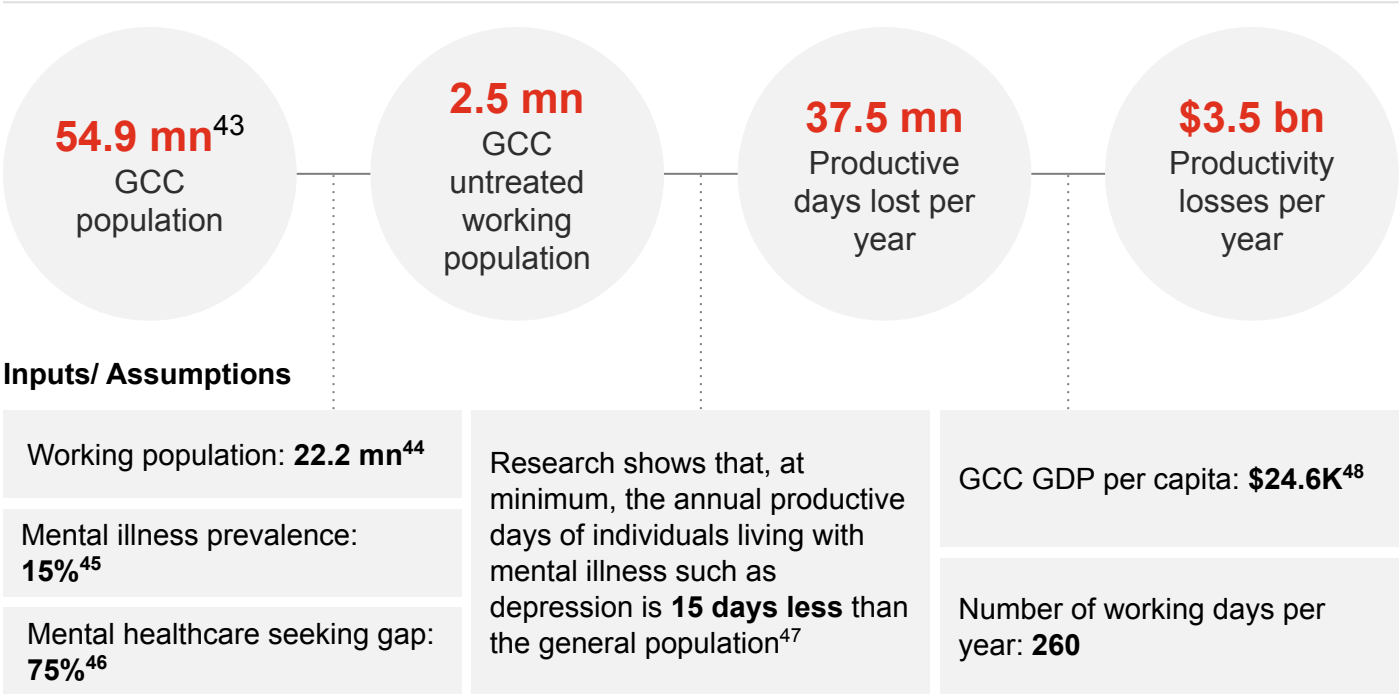 54.9 mn43
GCC
population
2.5 mn
GCC
untreated
working
population
37.5 mn
Productive
days lost per
year
$3.5 bn
Productivity
losses per
year
Inputs/ Assumptions
Working population: 22.2 mn44
Mental illness prevalence:
15%45
Mental healthcare seeking gap:
75%46
Research shows that, at
minimum, the annual productive
days of individuals living with
mental illness such as
depression is 15 days less than
the general population47
GCC GDP per capita: $24.6K48
Number of working days per
year: 260